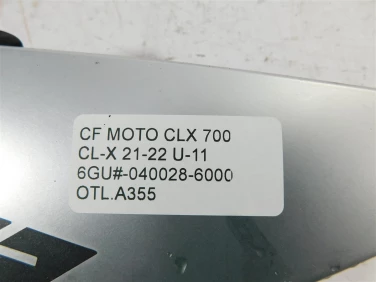 CF MOTO CLX 700
CL-X 21-22 U-11
6GU#-040028-6000
OTL.A355